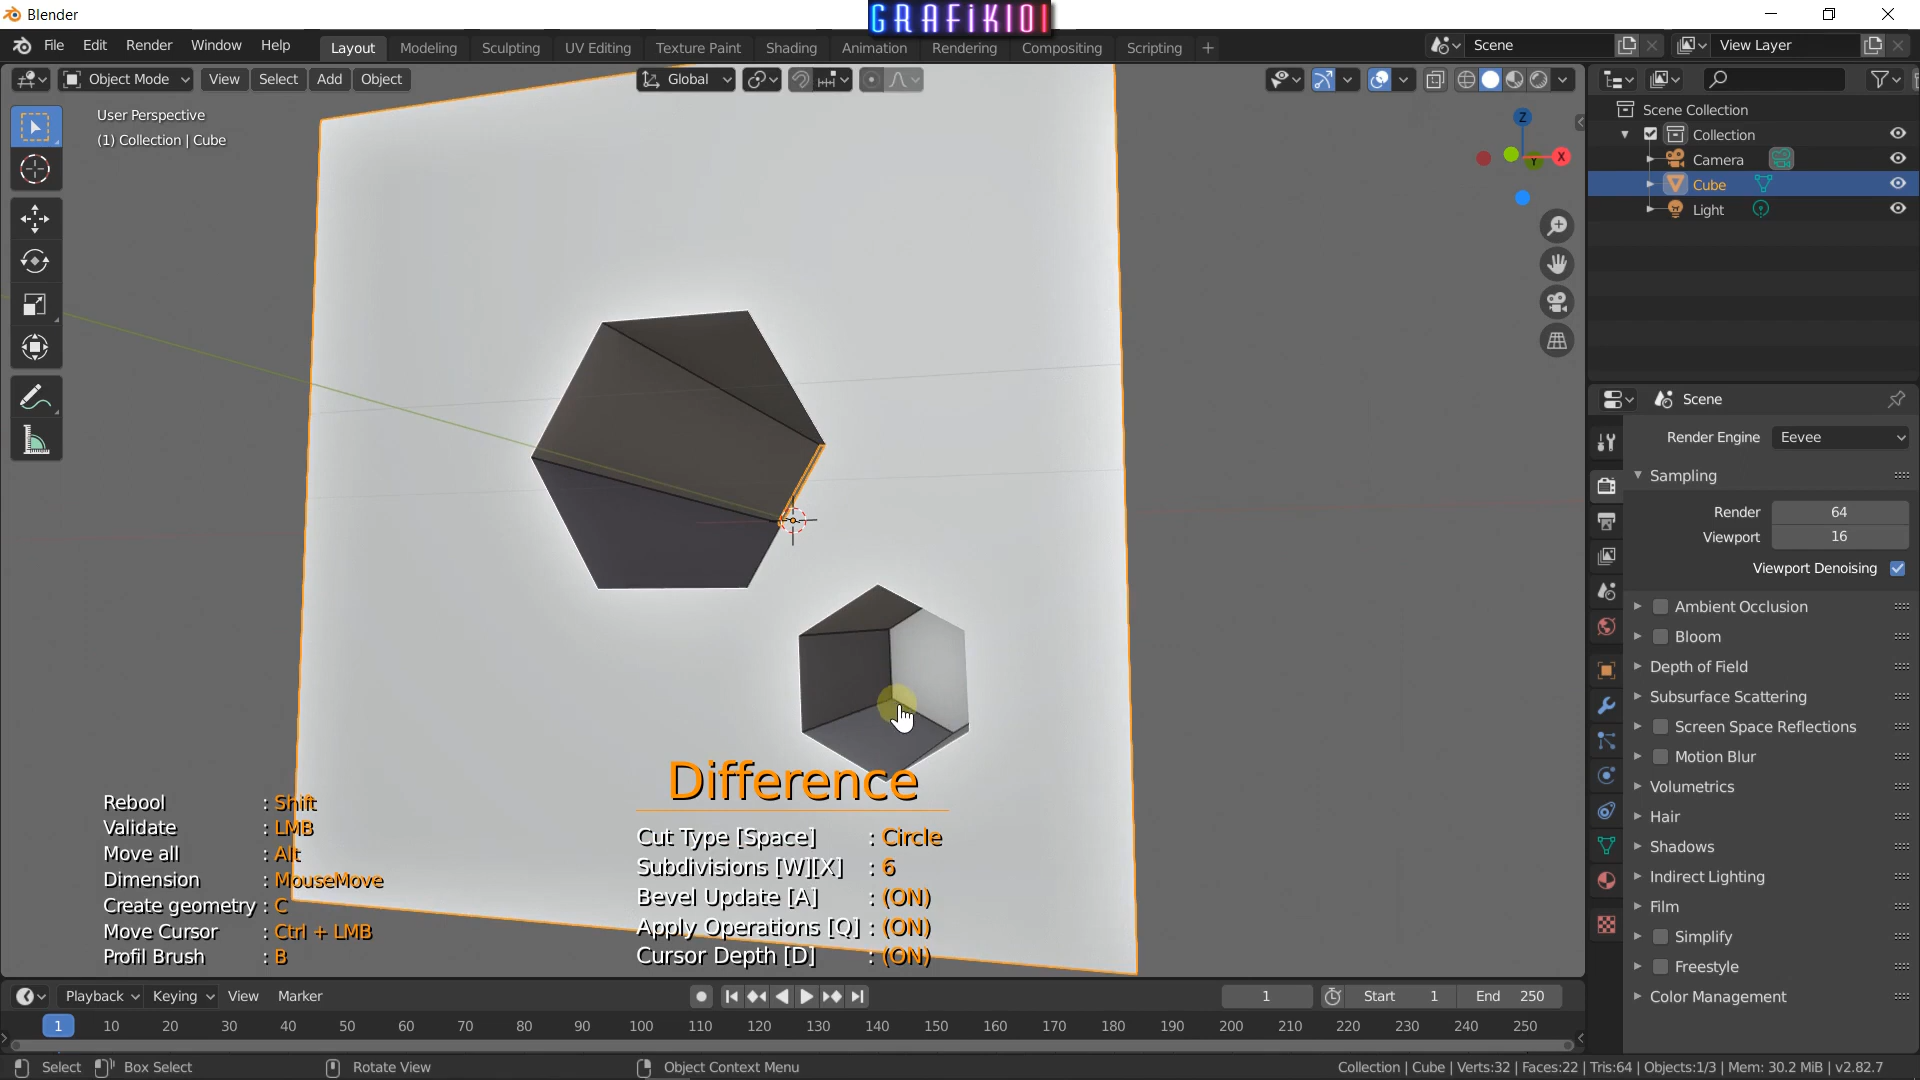 Blender
GRAFiK101
File Edit Render Window Help
Layout Modeling Sculpting UV Editing Texture Paint Shading Animation Rendering Compositing Scripting +
Scene
View Layer
Object Mode View Select Add Object
Global
User Perspective
(1) Collection | Cube
Z
X
Y
Scene Collection
Collection
Camera
Cube
Light
Scene
Render Engine Eevee
Sampling
Render 64
Viewport 16
Viewport Denoising
Ambient Occlusion
Bloom
Depth of Field
Subsurface Scattering
Screen Space Reflections
Motion Blur
Volumetrics
Hair
Shadows
Indirect Lighting
Film
Simplify
Freestyle
Color Management
Rebool : Shift
Validate : LMB
Move all : Alt
Dimension : MouseMove
Create geometry : C
Move Cursor : Ctrl + LMB
Profil Brush : B
Difference
Cut Type [Space] : Circle
Subdivisions [W][X] : 6
Bevel Update [A] : (ON)
Apply Operations [Q] : (ON)
Cursor Depth [D] : (ON)
Playback Keying View Marker
1 Start 1 End 250
1 10 20 30 40 50 60 70 80 90 100 110 120 130 140 150 160 170 180 190 200 210 220 230 240 250
Select Box Select Rotate View Object Context Menu
Collection | Cube | Verts:32 | Faces:22 | Tris:64 | Objects:1/3 | Mem: 30.2 MiB | v2.82.7